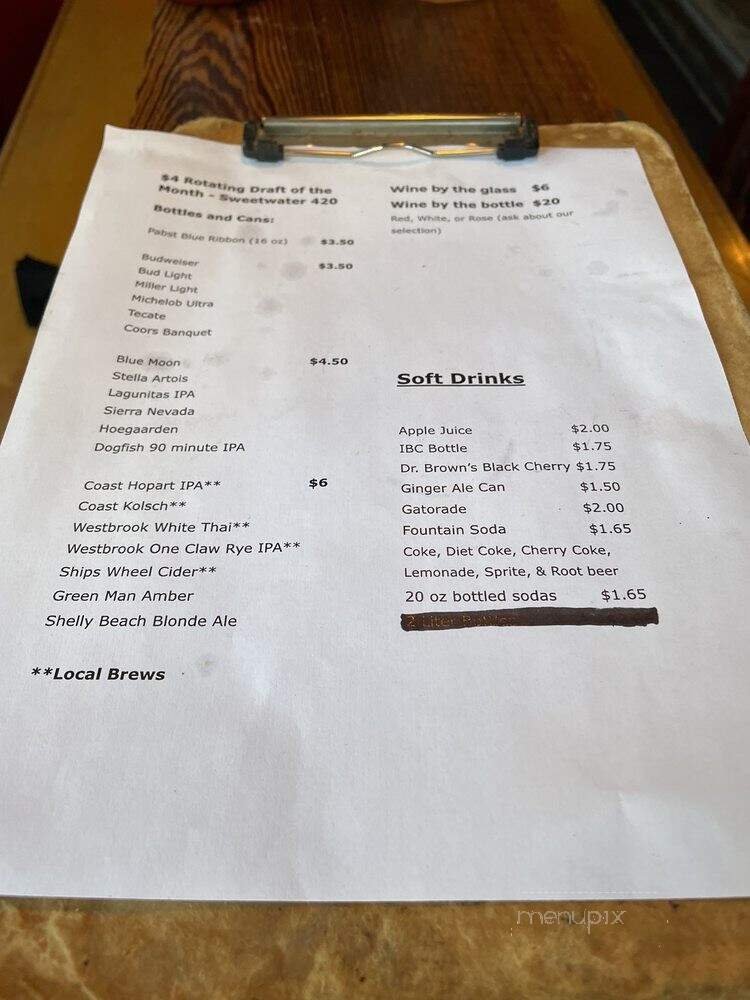 $4 Rotating Draft of the
Month - Sweetwater 420
Bottles and Cans:
Pabst Blue Ribbon (16 oz) $3.50
Budweiser $3.50
Bud Light
Miller Light
Michelob Ultra
Tecate
Coors Banquet
Blue Moon $4.50
Stella Artois
Lagunitas IPA
Sierra Nevada
Hoegaarden
Dogfish 90 minute IPA
Coast Hopart IPA** $6
Coast Kolsch**
Westbrook White Thai**
Westbrook One Claw Rye IPA**
Ships Wheel Cider**
Green Man Amber
Shelly Beach Blonde Ale
**Local Brews
Wine by the glass $6
Wine by the bottle $20
Red, White, or Rose (ask about our
selection)
Soft Drinks
Apple Juice $2.00
IBC Bottle $1.75
Dr. Brown's Black Cherry $1.75
Ginger Ale Can $1.50
Gatorade $2.00
Fountain Soda $1.65
Coke, Diet Coke, Cherry Coke,
Lemonade, Sprite, & Root beer
20 oz bottled sodas $1.65
2 Liter
menupix